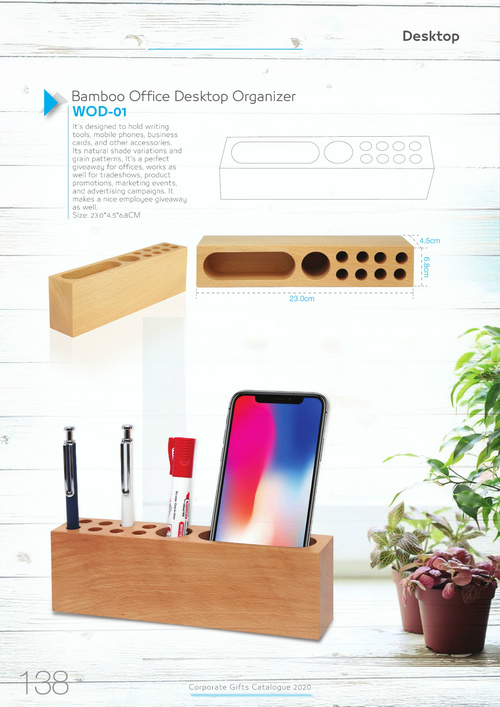 Desktop
Bamboo Office Desktop Organizer
WOD-01
It's designed to hold writing
tools, mobile phones, business
cards, and other accessories.
Its natural shade variations and
grain patterns. It's a perfect
giveaway for offices, works as
well for tradeshows, product
promotions, marketing events,
and advertising campaigns. It
makes a nice employee giveaway
as well.
Size: 23.0*4.5*6.8CM
4.5cm
6.8cm
23.0cm
138
Corporate Gifts Catalogue 2020